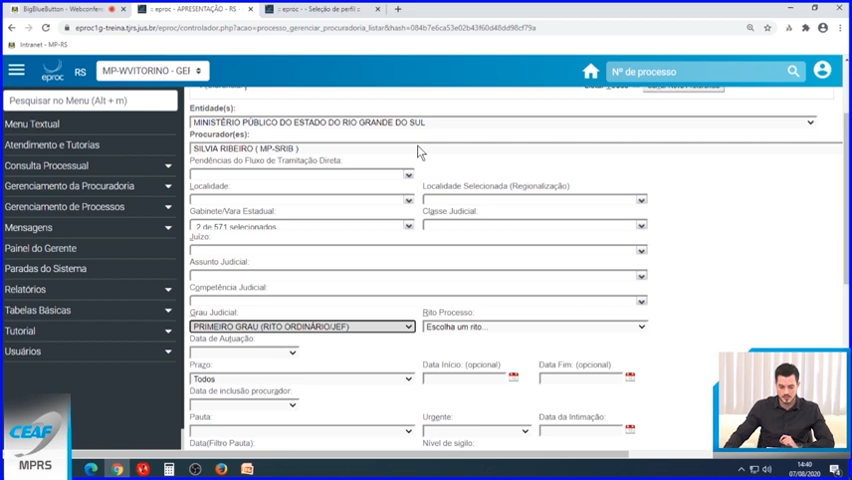 BigBlueButton - Webconferê
:: eproc - APRESENTAÇÃO - RS
:: eproc - - Seleção de perfil ::
eproc1g-treina.tjrs.jus.br/eproc/controlador.php?acao=processo_gerenciar_procuradoria_listar&hash=084b7e6ca53e02b3643f60d48dd98cf79a
Intranet - MP-RS
eproc
RS
MP-WVITORINO - GEF
Nº de processo
Pesquisar no Menu (Alt + m)
Menu Textual
Atendimento e Tutorias
Consulta Processual
Gerenciamento da Procuradoria
Gerenciamento de Processos
Mensagens
Painel do Gerente
Paradas do Sistema
Relatórios
Tabelas Básicas
Tutorial
Usuários
Entidade(s):
MINISTÉRIO PÚBLICO DO ESTADO DO RIO GRANDE DO SUL
Procurador(es):
SILVIA RIBEIRO ( MP-SRIB )
Pendências do Fluxo de Tramitação Direta:
Localidade:
Localidade Selecionada (Regionalização)
Gabinete/Vara Estadual:
Classe Judicial:
2 de 571 selecionados
Juízo:
Assunto Judicial:
Competência Judicial:
Grau Judicial:
Rito Processo:
PRIMEIRO GRAU (RITO ORDINÁRIO/JEF)
Escolha um rito...
Data de Autuação:
Prazo:
Data Início: (opcional)
Data Fim: (opcional)
Todos
Data de inclusão procurador:
Pauta:
Urgente:
Data da Intimação:
Data(Filtro Pauta):
Nível de sigilo:
CEAF
MPRS
14:40
07/08/2020